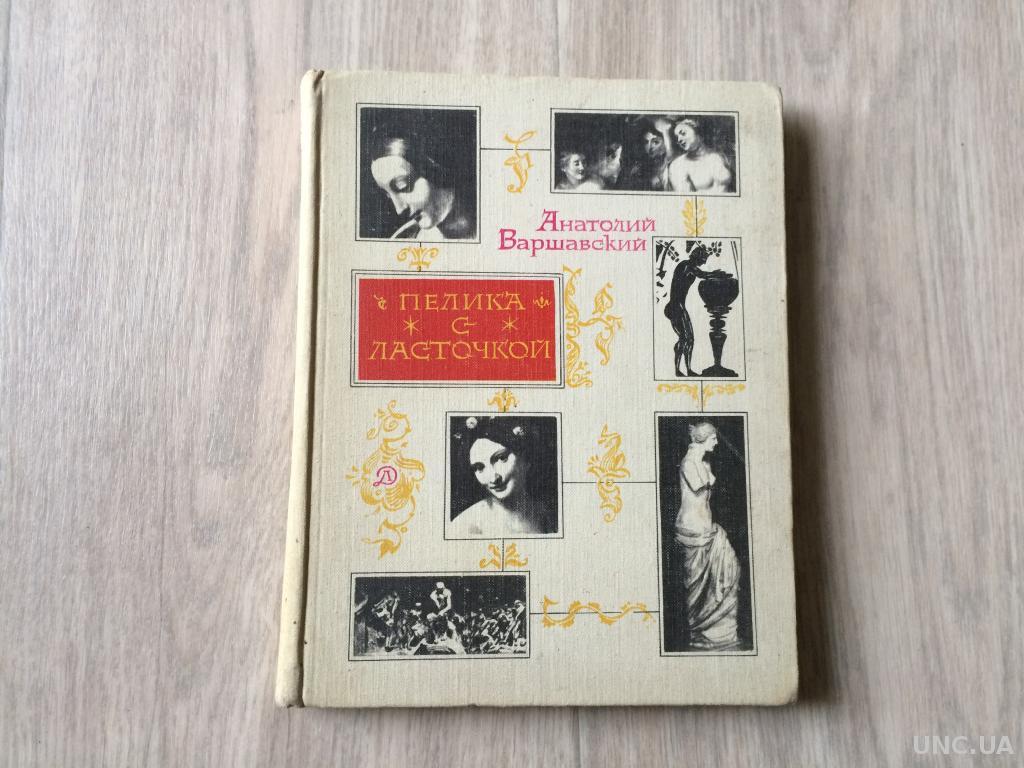 Анатолий
Варшавский
ПЕЛИКА
С
ЛАСТОЧКОЙ
Д
UNC.UA